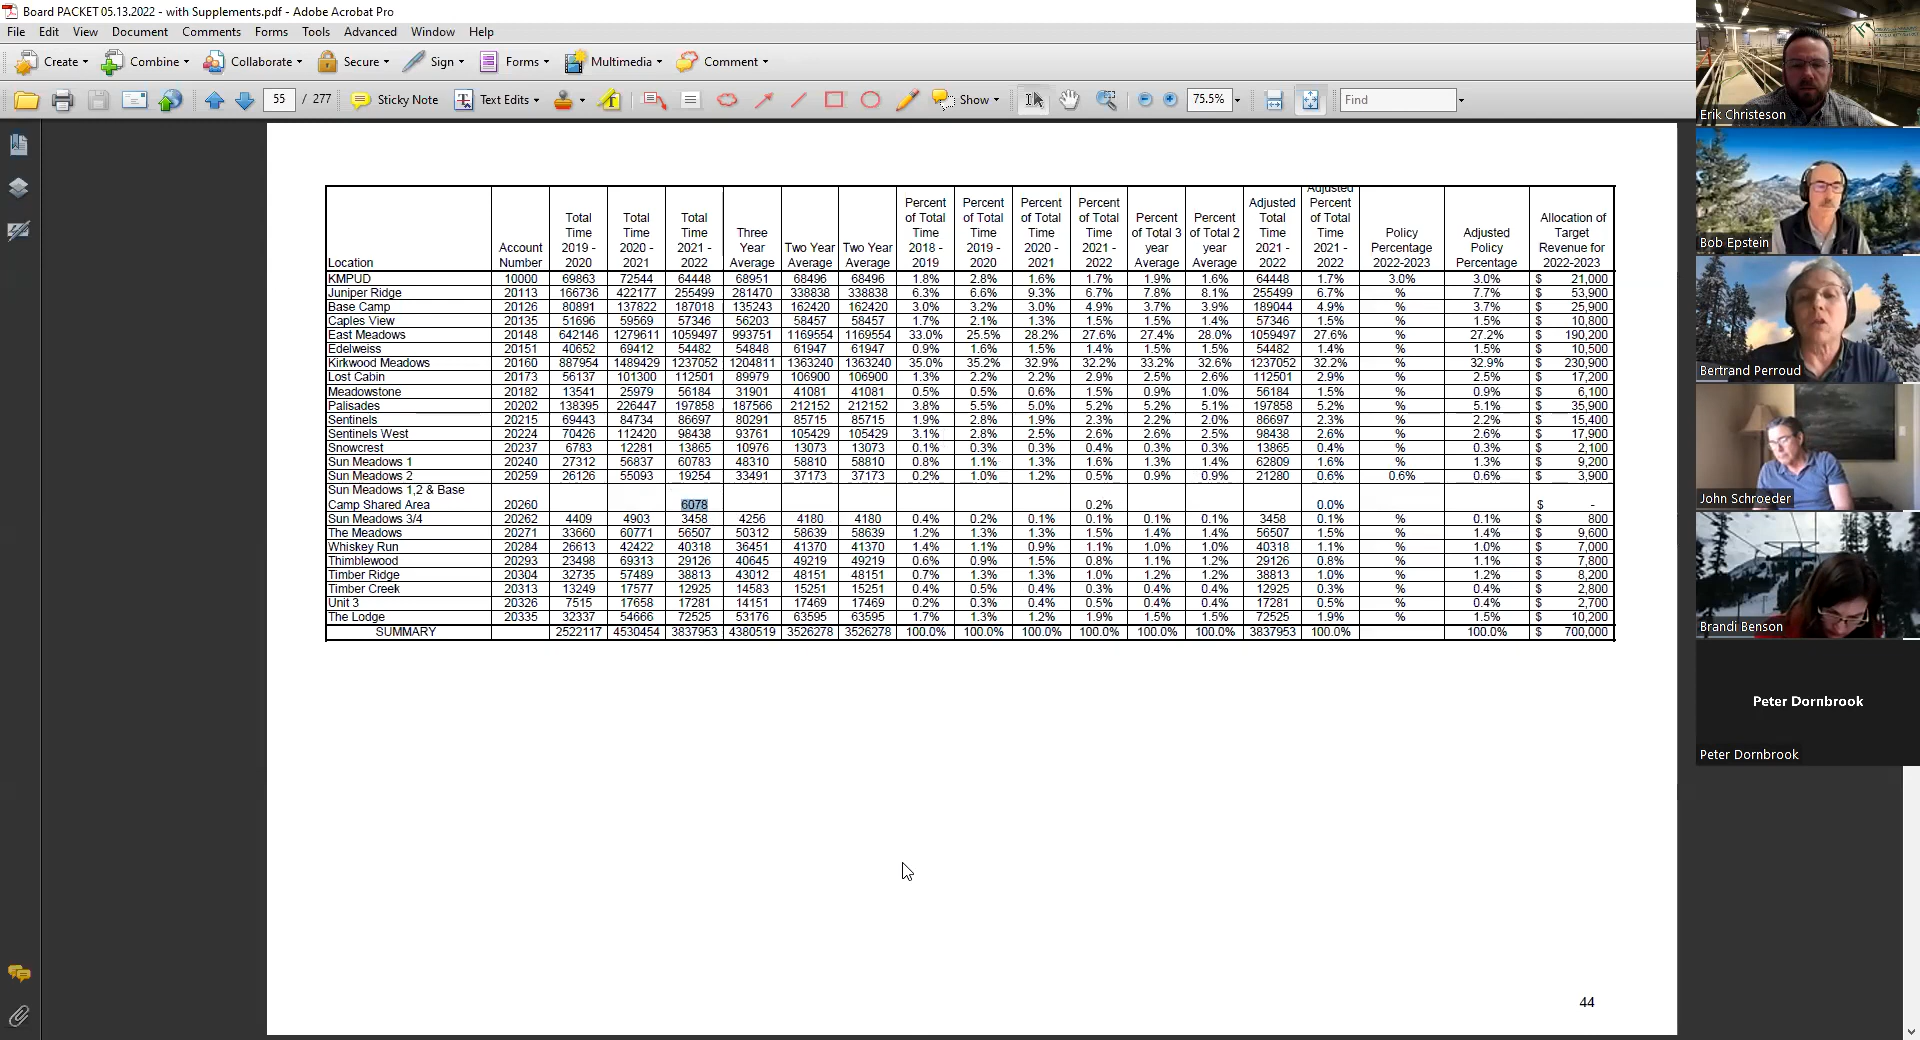 Board PACKET 05.13.2022 - with Supplements.pdf - Adobe Acrobat Pro
File Edit View Document Comments Forms Tools Advanced Window Help
Create Combine Collaborate Secure Sign Forms Multimedia Comment
55 / 277 Sticky Note Text Edits Show 75.5% Find
Location Account Number Total Time 2019 - 2020 Total Time 2020 - 2021 Total Time 2021 - 2022 Three Year Average Two Year Average Two Year Average Percent of Total Time 2018 - 2019 Percent of Total Time 2019 - 2020 Percent of Total Time 2020 - 2021 Percent of Total Time 2021 - 2022 Percent of Total 3 year Average Percent of Total 2 year Average Adjusted Total Time 2021 - 2022 Adjusted Percent of Total Time 2021 - 2022 Policy Percentage 2022-2023 Adjusted Policy Percentage Allocation of Target Revenue for 2022-2023
KMPUD 10000 69863 72544 64448 68951 68496 68496 1.8% 2.8% 1.6% 1.7% 1.9% 1.6% 64448 1.7% 3.0% 3.0% $ 21,000
Juniper Ridge 20113 166736 422177 255499 281470 338838 338838 6.3% 6.6% 9.3% 6.7% 7.8% 8.1% 255499 6.7% % 7.7% $ 53,900
Base Camp 20126 80891 137822 187018 135243 162420 162420 3.0% 3.2% 3.0% 4.9% 3.7% 3.9% 189044 4.9% % 3.7% $ 25,900
Caples View 20135 51696 59569 57346 56203 58457 58457 1.7% 2.1% 1.3% 1.5% 1.5% 1.4% 57346 1.5% % 1.5% $ 10,800
East Meadows 20148 642146 1279611 1059497 993751 1169554 1169554 33.0% 25.5% 28.2% 27.6% 27.4% 28.0% 1059497 27.6% % 27.2% $ 190,200
Edelweiss 20151 40652 69412 54482 54848 61947 61947 0.9% 1.6% 1.5% 1.4% 1.5% 1.5% 54482 1.4% % 1.5% $ 10,500
Kirkwood Meadows 20160 887954 1489429 1237052 1204811 1363240 1363240 35.0% 35.2% 32.9% 32.2% 33.2% 32.6% 1237052 32.2% % 32.9% $ 230,900
Lost Cabin 20173 56137 101300 112501 89979 106900 106900 1.3% 2.2% 2.2% 2.9% 2.5% 2.6% 112501 2.9% % 2.5% $ 17,200
Meadowstone 20182 13541 25979 56184 31901 41081 41081 0.5% 0.5% 0.6% 1.5% 0.9% 1.0% 56184 1.5% % 0.9% $ 6,100
Palisades 20202 138395 226447 197858 187566 212152 212152 3.8% 5.5% 5.0% 5.2% 5.2% 5.1% 197858 5.2% % 5.1% $ 35,900
Sentinels 20215 69443 84734 86697 80291 85715 85715 1.9% 2.8% 1.9% 2.3% 2.2% 2.0% 86697 2.3% % 2.2% $ 15,400
Sentinels West 20224 70426 112420 98438 93761 105429 105429 3.1% 2.8% 2.5% 2.6% 2.6% 2.5% 98438 2.6% % 2.6% $ 17,900
Snowcrest 20237 6783 12281 13865 10976 13073 13073 0.1% 0.3% 0.3% 0.4% 0.3% 0.3% 13865 0.4% % 0.3% $ 2,100
Sun Meadows 1 20240 27312 56837 60783 48310 58810 58810 0.8% 1.1% 1.3% 1.6% 1.3% 1.4% 62809 1.6% % 1.3% $ 9,200
Sun Meadows 2 20259 26126 55093 19254 33491 37173 37173 0.2% 1.0% 1.2% 0.5% 0.9% 0.9% 21280 0.6% 0.6% 0.6% $ 3,900
Sun Meadows 1,2 & Base
Camp Shared Area 20260 6078 0.2% 0.0% $ -
Sun Meadows 3/4 20262 4409 4903 3458 4256 4180 4180 0.4% 0.2% 0.1% 0.1% 0.1% 0.1% 3458 0.1% % 0.1% $ 800
The Meadows 20271 33660 60771 56507 50312 58639 58639 1.2% 1.3% 1.3% 1.5% 1.4% 1.4% 56507 1.5% % 1.4% $ 9,600
Whiskey Run 20284 26613 42422 40318 36451 41370 41370 1.4% 1.1% 0.9% 1.1% 1.0% 1.0% 40318 1.1% % 1.0% $ 7,000
Thimblewood 20293 23498 69313 29126 40645 49219 49219 0.6% 0.9% 1.5% 0.8% 1.1% 1.2% 29126 0.8% % 1.1% $ 7,800
Timber Ridge 20304 32735 57489 38813 43012 48151 48151 0.7% 1.3% 1.3% 1.0% 1.2% 1.2% 38813 1.0% % 1.2% $ 8,200
Timber Creek 20313 13249 17577 12925 14583 15251 15251 0.4% 0.5% 0.4% 0.3% 0.4% 0.4% 12925 0.3% % 0.4% $ 2,800
Unit 3 20326 7515 17658 17281 14151 17469 17469 0.2% 0.3% 0.4% 0.5% 0.4% 0.4% 17281 0.5% % 0.4% $ 2,700
The Lodge 20335 32337 54666 72525 53176 63595 63595 1.7% 1.3% 1.2% 1.9% 1.5% 1.5% 72525 1.9% % 1.5% $ 10,200
SUMMARY 2522117 4530454 3837953 4380519 3526278 3526278 100.0% 100.0% 100.0% 100.0% 100.0% 100.0% 3837953 100.0% 100.0% $ 700,000
44
Erik Christeson
Bob Epstein
Bertrand Perroud
John Schroeder
Brandi Benson
Peter Dornbrook
Peter Dornbrook